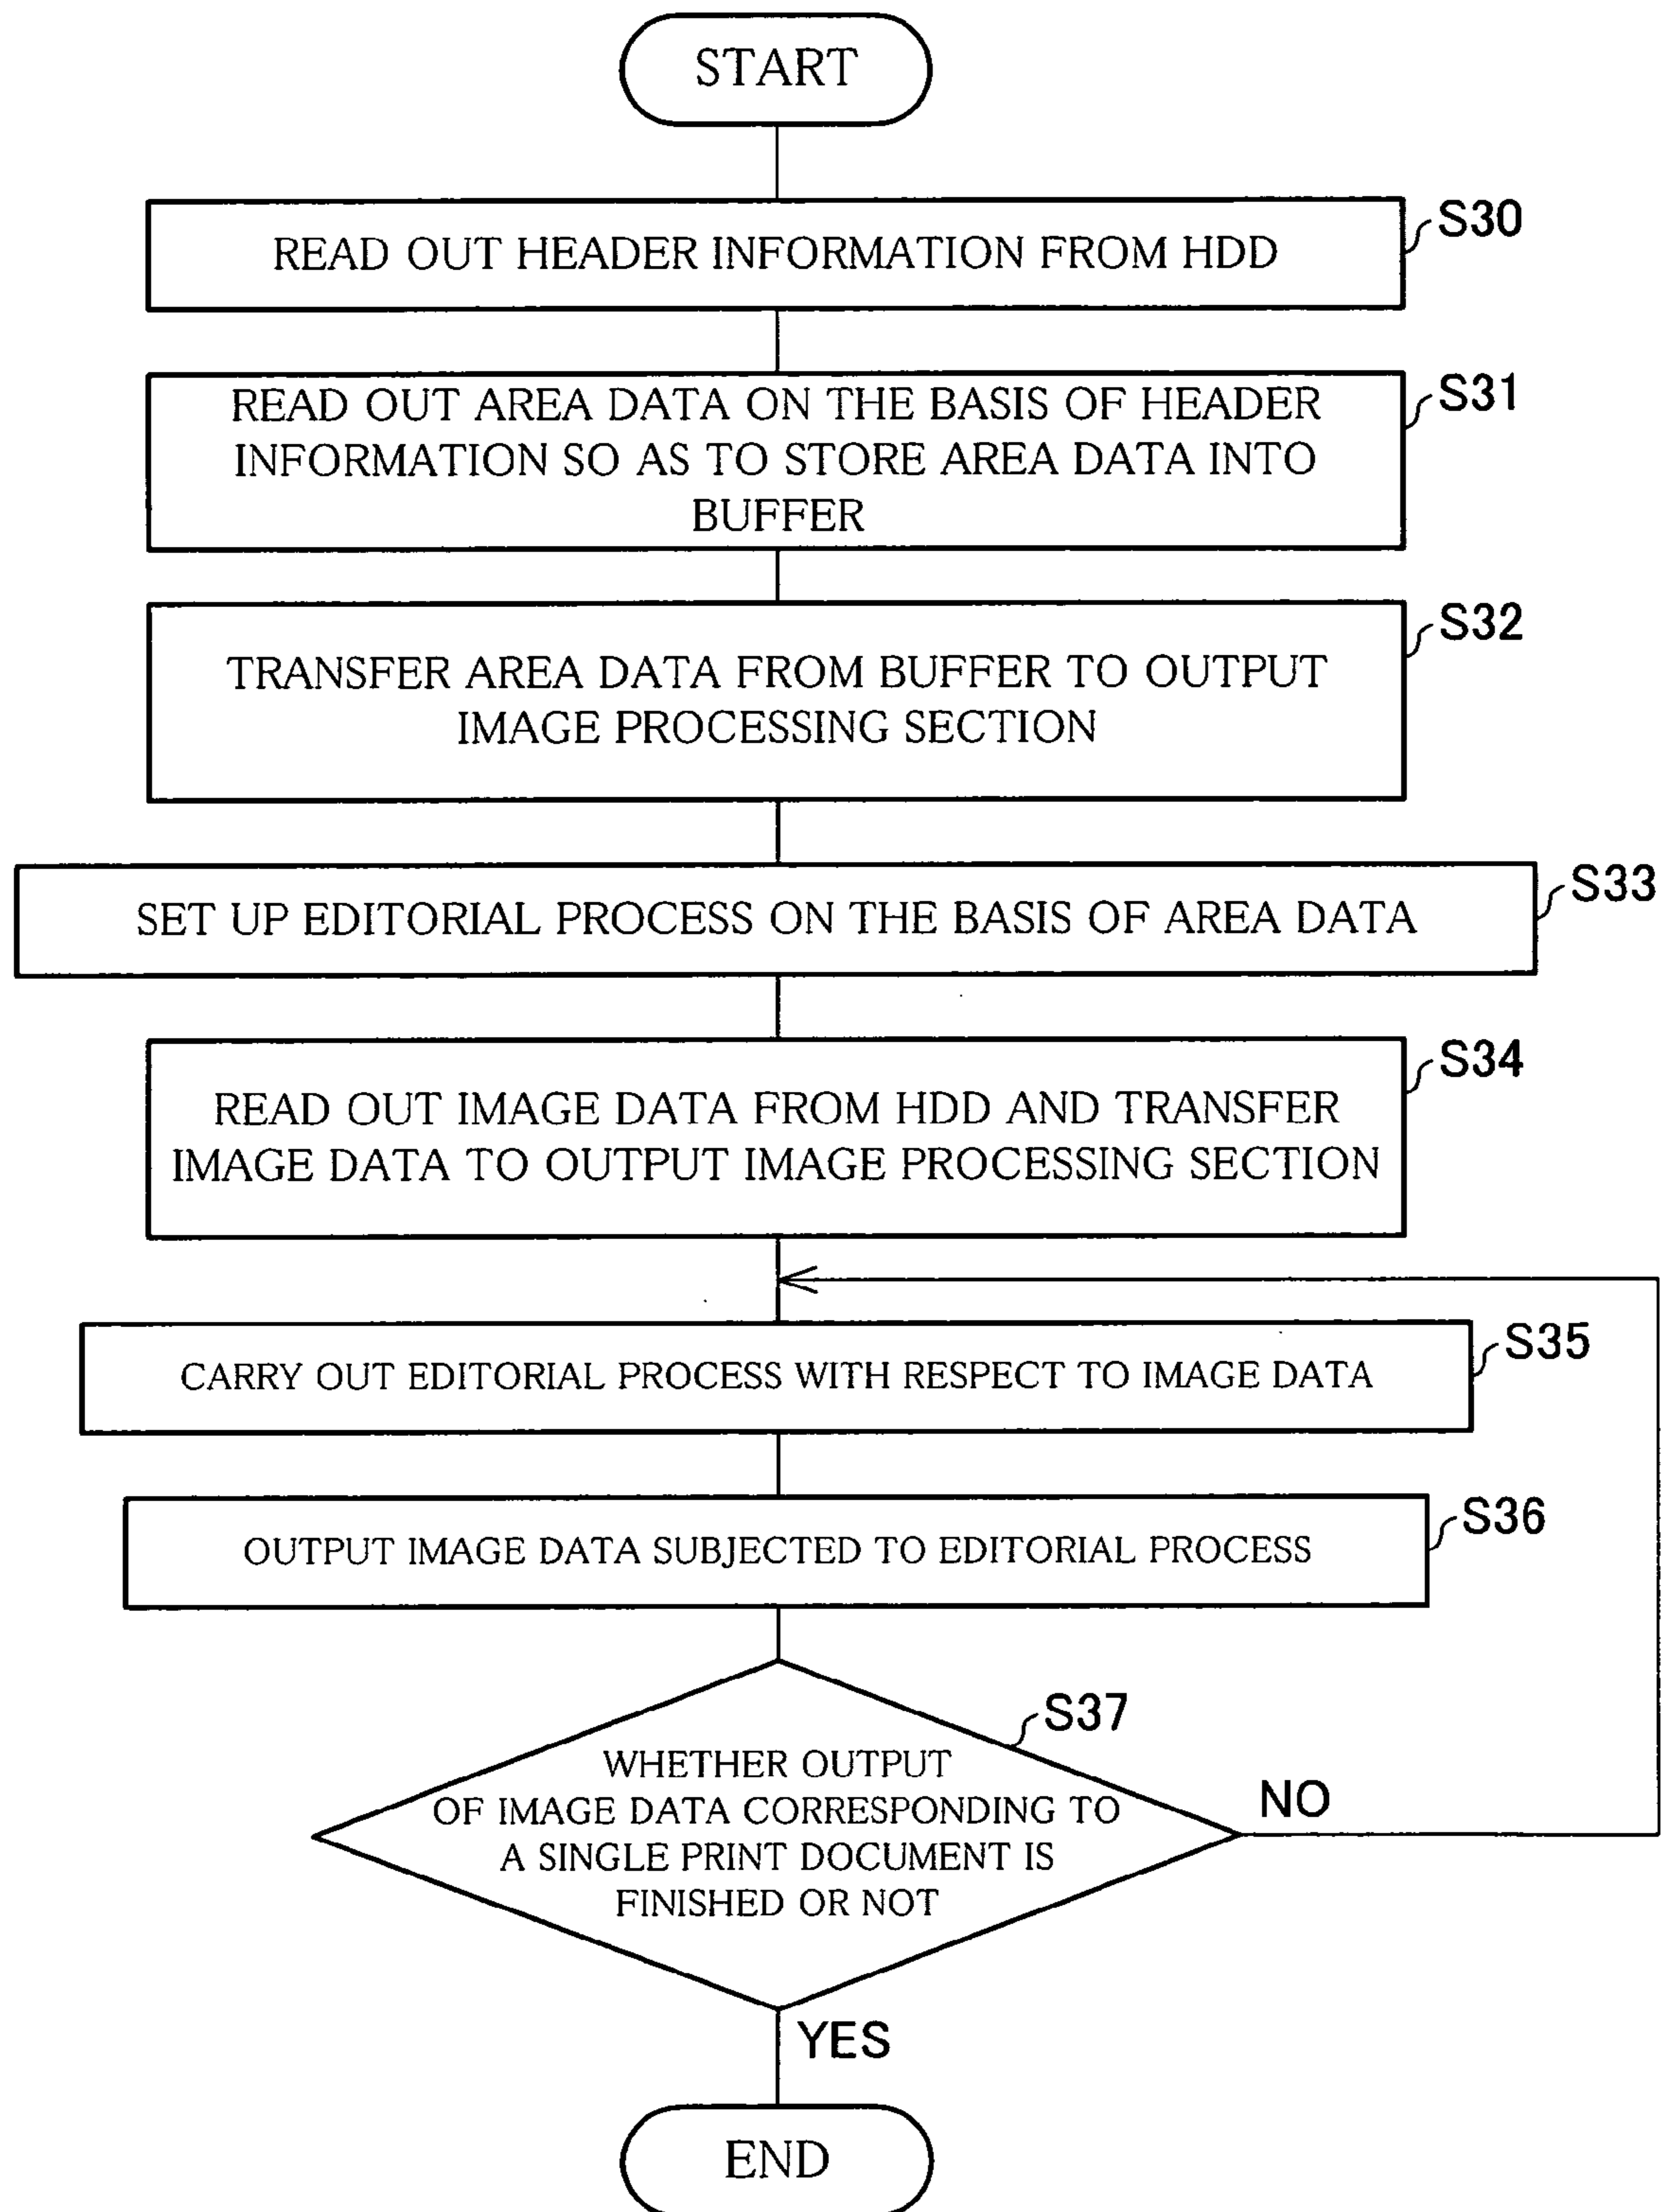 START
S30
READ OUT HEADER INFORMATION FROM HDD
S31
READ OUT AREA DATA ON THE BASIS OF HEADER
INFORMATION SO AS TO STORE AREA DATA INTO
BUFFER
S32
TRANSFER AREA DATA FROM BUFFER TO OUTPUT
IMAGE PROCESSING SECTION
S33
SET UP EDITORIAL PROCESS ON THE BASIS OF AREA DATA
S34
READ OUT IMAGE DATA FROM HDD AND TRANSFER
IMAGE DATA TO OUTPUT IMAGE PROCESSING SECTION
S35
CARRY OUT EDITORIAL PROCESS WITH RESPECT TO IMAGE DATA
S36
OUTPUT IMAGE DATA SUBJECTED TO EDITORIAL PROCESS
S37
WHETHER OUTPUT
OF IMAGE DATA CORRESPONDING TO
A SINGLE PRINT DOCUMENT IS
FINISHED OR NOT
NO
YES
END